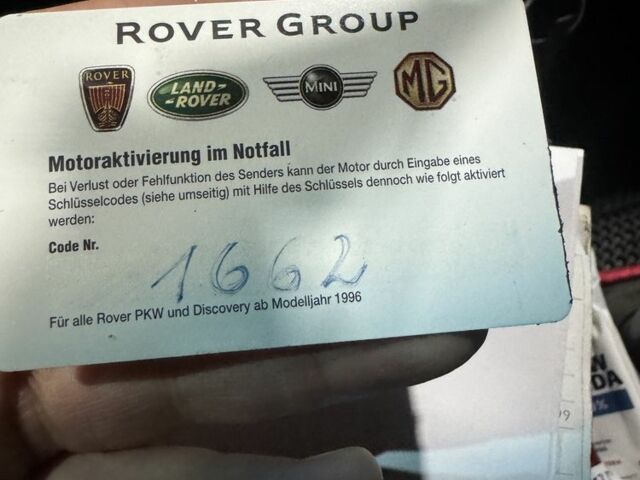 ROVER GROUP
ROVER
LAND-
-ROVER
MINI
MG
Motoraktivierung im Notfall
Bei Verlust oder Fehlfunktion des Senders kann der Motor durch Eingabe eines
Schlüsselcodes (siehe umseitig) mit Hilfe des Schlüssels dennoch wie folgt aktiviert
werden:
Code Nr.
1662
Für alle Rover PKW und Discovery ab Modelljahr 1996